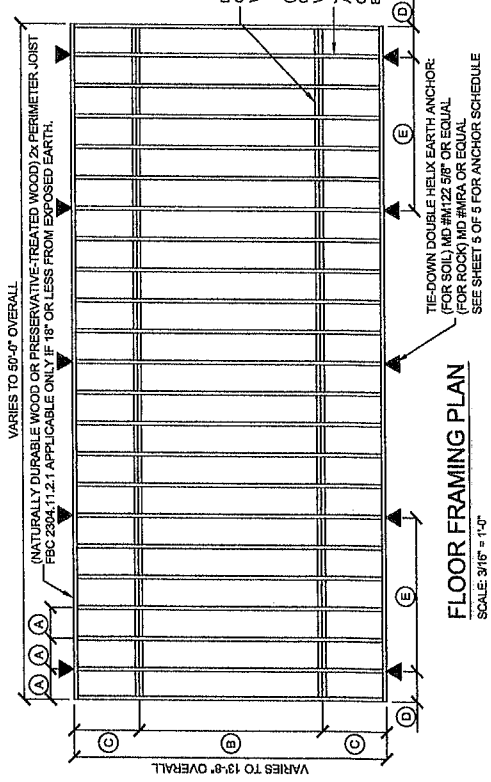 VARIES TO 50'-0" OVERALL
(NATURALLY DURABLE WOOD OR PRESERVATIVE-TREATED WOOD) 2x PERIMETER JOIST
FBC 2304.11.2.1 APPLICABLE ONLY IF 18" OR LESS FROM EXPOSED EARTH.
A
A
A
C
B
C
VARIES TO 13'-8" OVERALL
D
E
E
D
TIE-DOWN DOUBLE HELIX EARTH ANCHOR:
(FOR SOIL) MD #M122 5/8" OR EQUAL
(FOR ROCK) MD #MRA OR EQUAL
SEE SHEET 5 OF 5 FOR ANCHOR SCHEDULE
FLOOR FRAMING PLAN
SCALE: 3/16" = 1'-0"